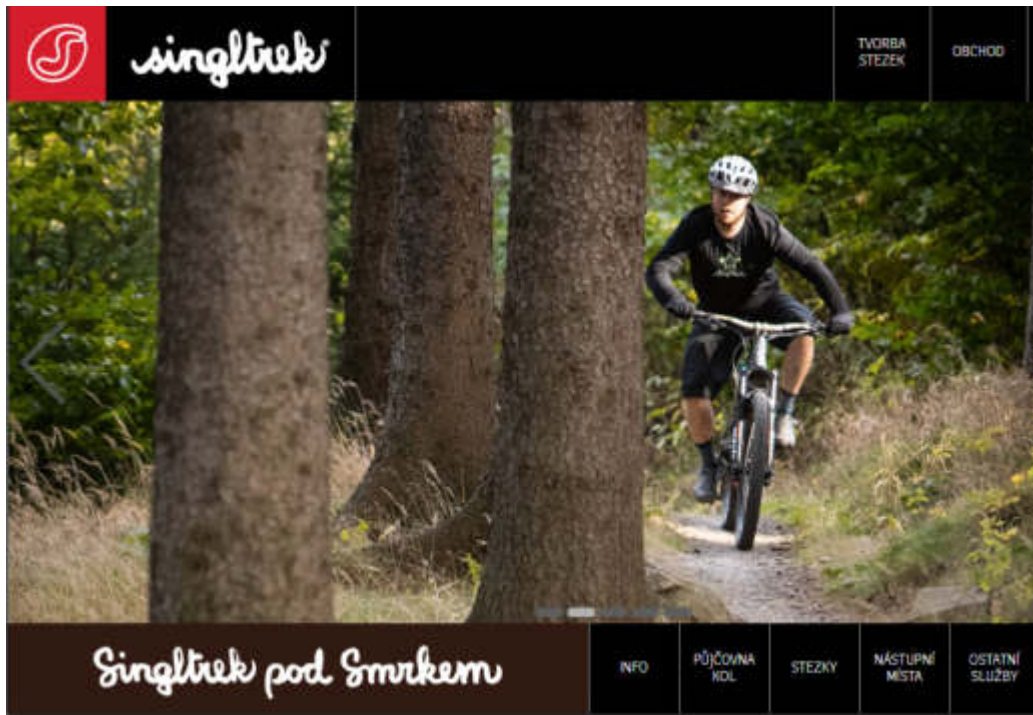 singltrek
TVORBA
STEZEK
OBCHOD
Singltrek pod Smrkem
INFO
PŮJČOVNA
KOL
STEZKY
NÁSTUPNÍ
MÍSTA
OSTATNÍ
SLUŽBY